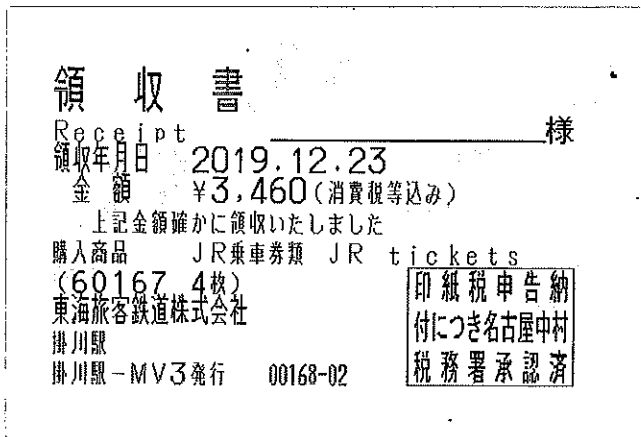 領収書
Receipt 様
領収年月日 2019.12.23
金額 ¥3,460(消費税等込み)
上記金額確かに領収いたしました
購入商品 JR乗車券類 JR tickets
(60167 4枚)
東海旅客鉄道株式会社
掛川駅
掛川駅-MV3発行 00168-02
印紙税申告納
付につき名古屋中村
税務署承認済